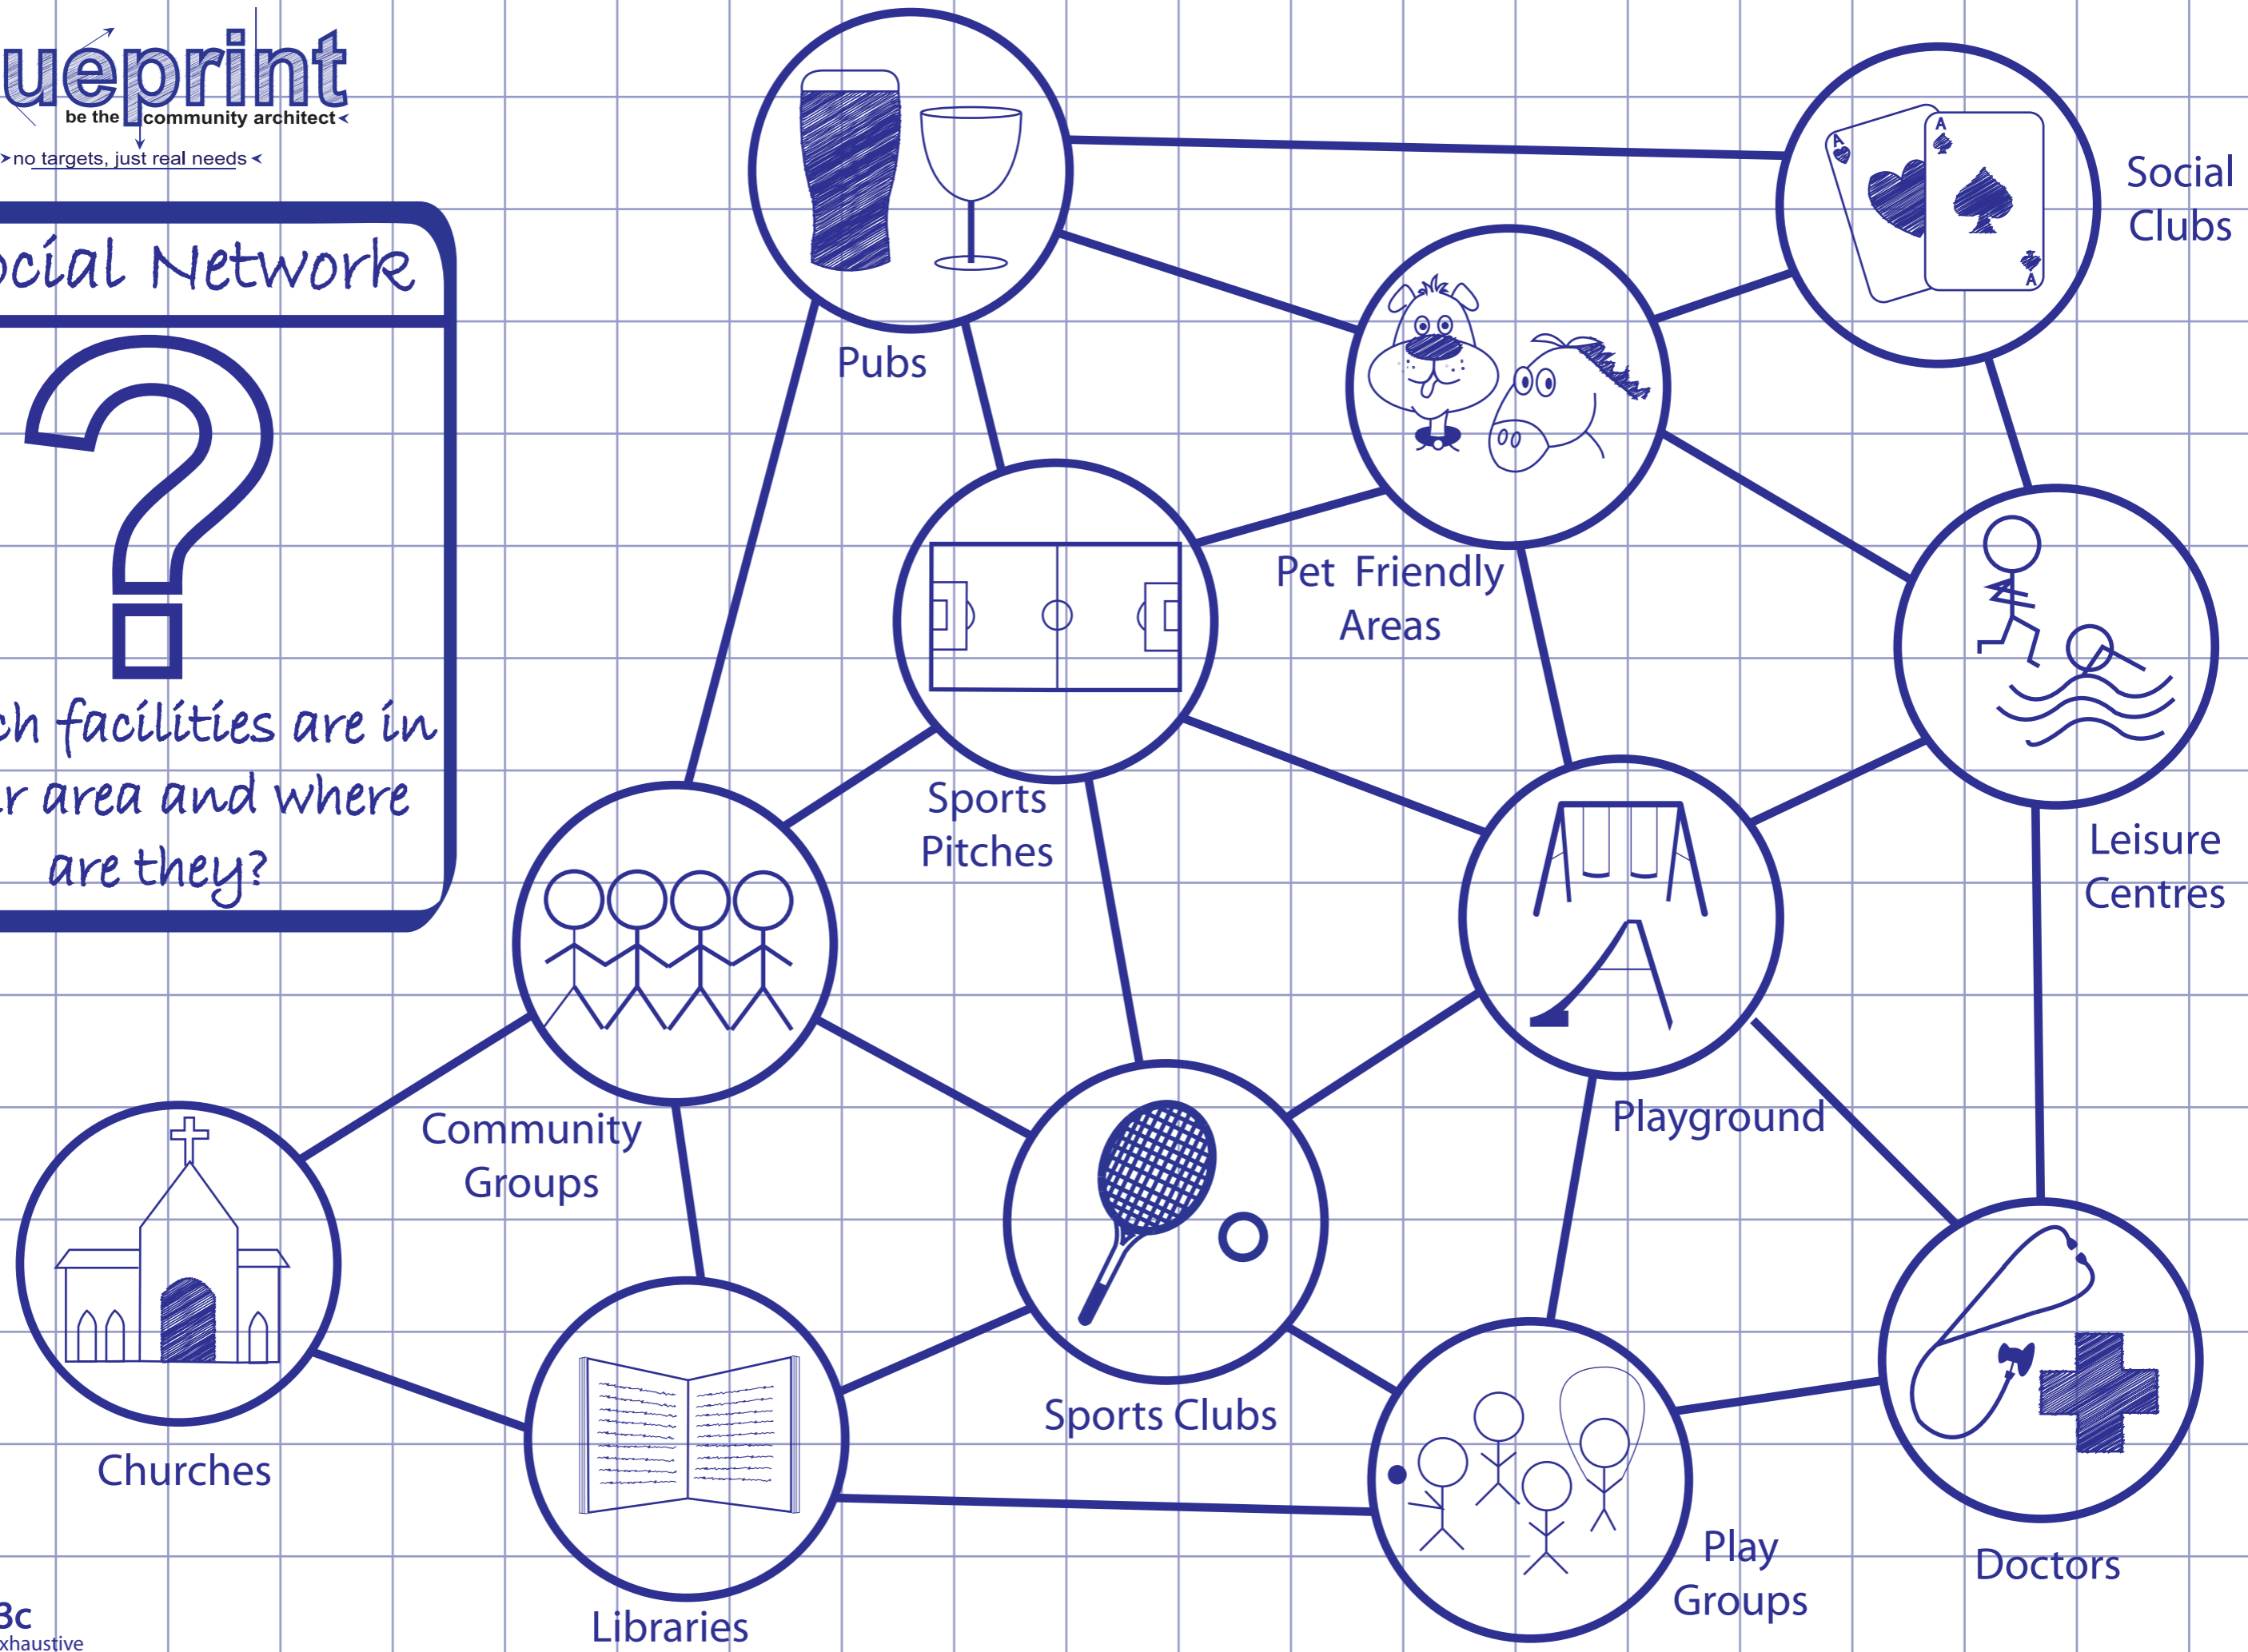 ueprint
be the community architect
no targets, just real needs
ocial Network
?
ch facilities are in
r area and where
are they?
Pubs
A
A
A
Social
Clubs
Pet Friendly
Areas
Sports
Pitches
Leisure
Centres
Community
Groups
Playground
Churches
Sports Clubs
Libraries
Play
Groups
Doctors
3c
xhaustive